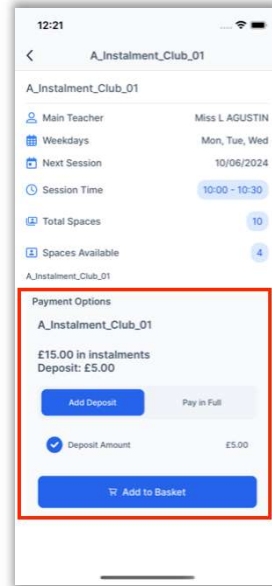 12:21
A_Instalment_Club_01
A_Instalment_Club_01
Main Teacher Miss L AGUSTIN
Weekdays Mon, Tue, Wed
Next Session 10/06/2024
Session Time 10:00 - 10:30
Total Spaces 10
Spaces Available 4
A_Instalment_Club_01
Payment Options
A_Instalment_Club_01
£15.00 in instalments
Deposit: £5.00
Add Deposit Pay in Full
Deposit Amount £5.00
Add to Basket